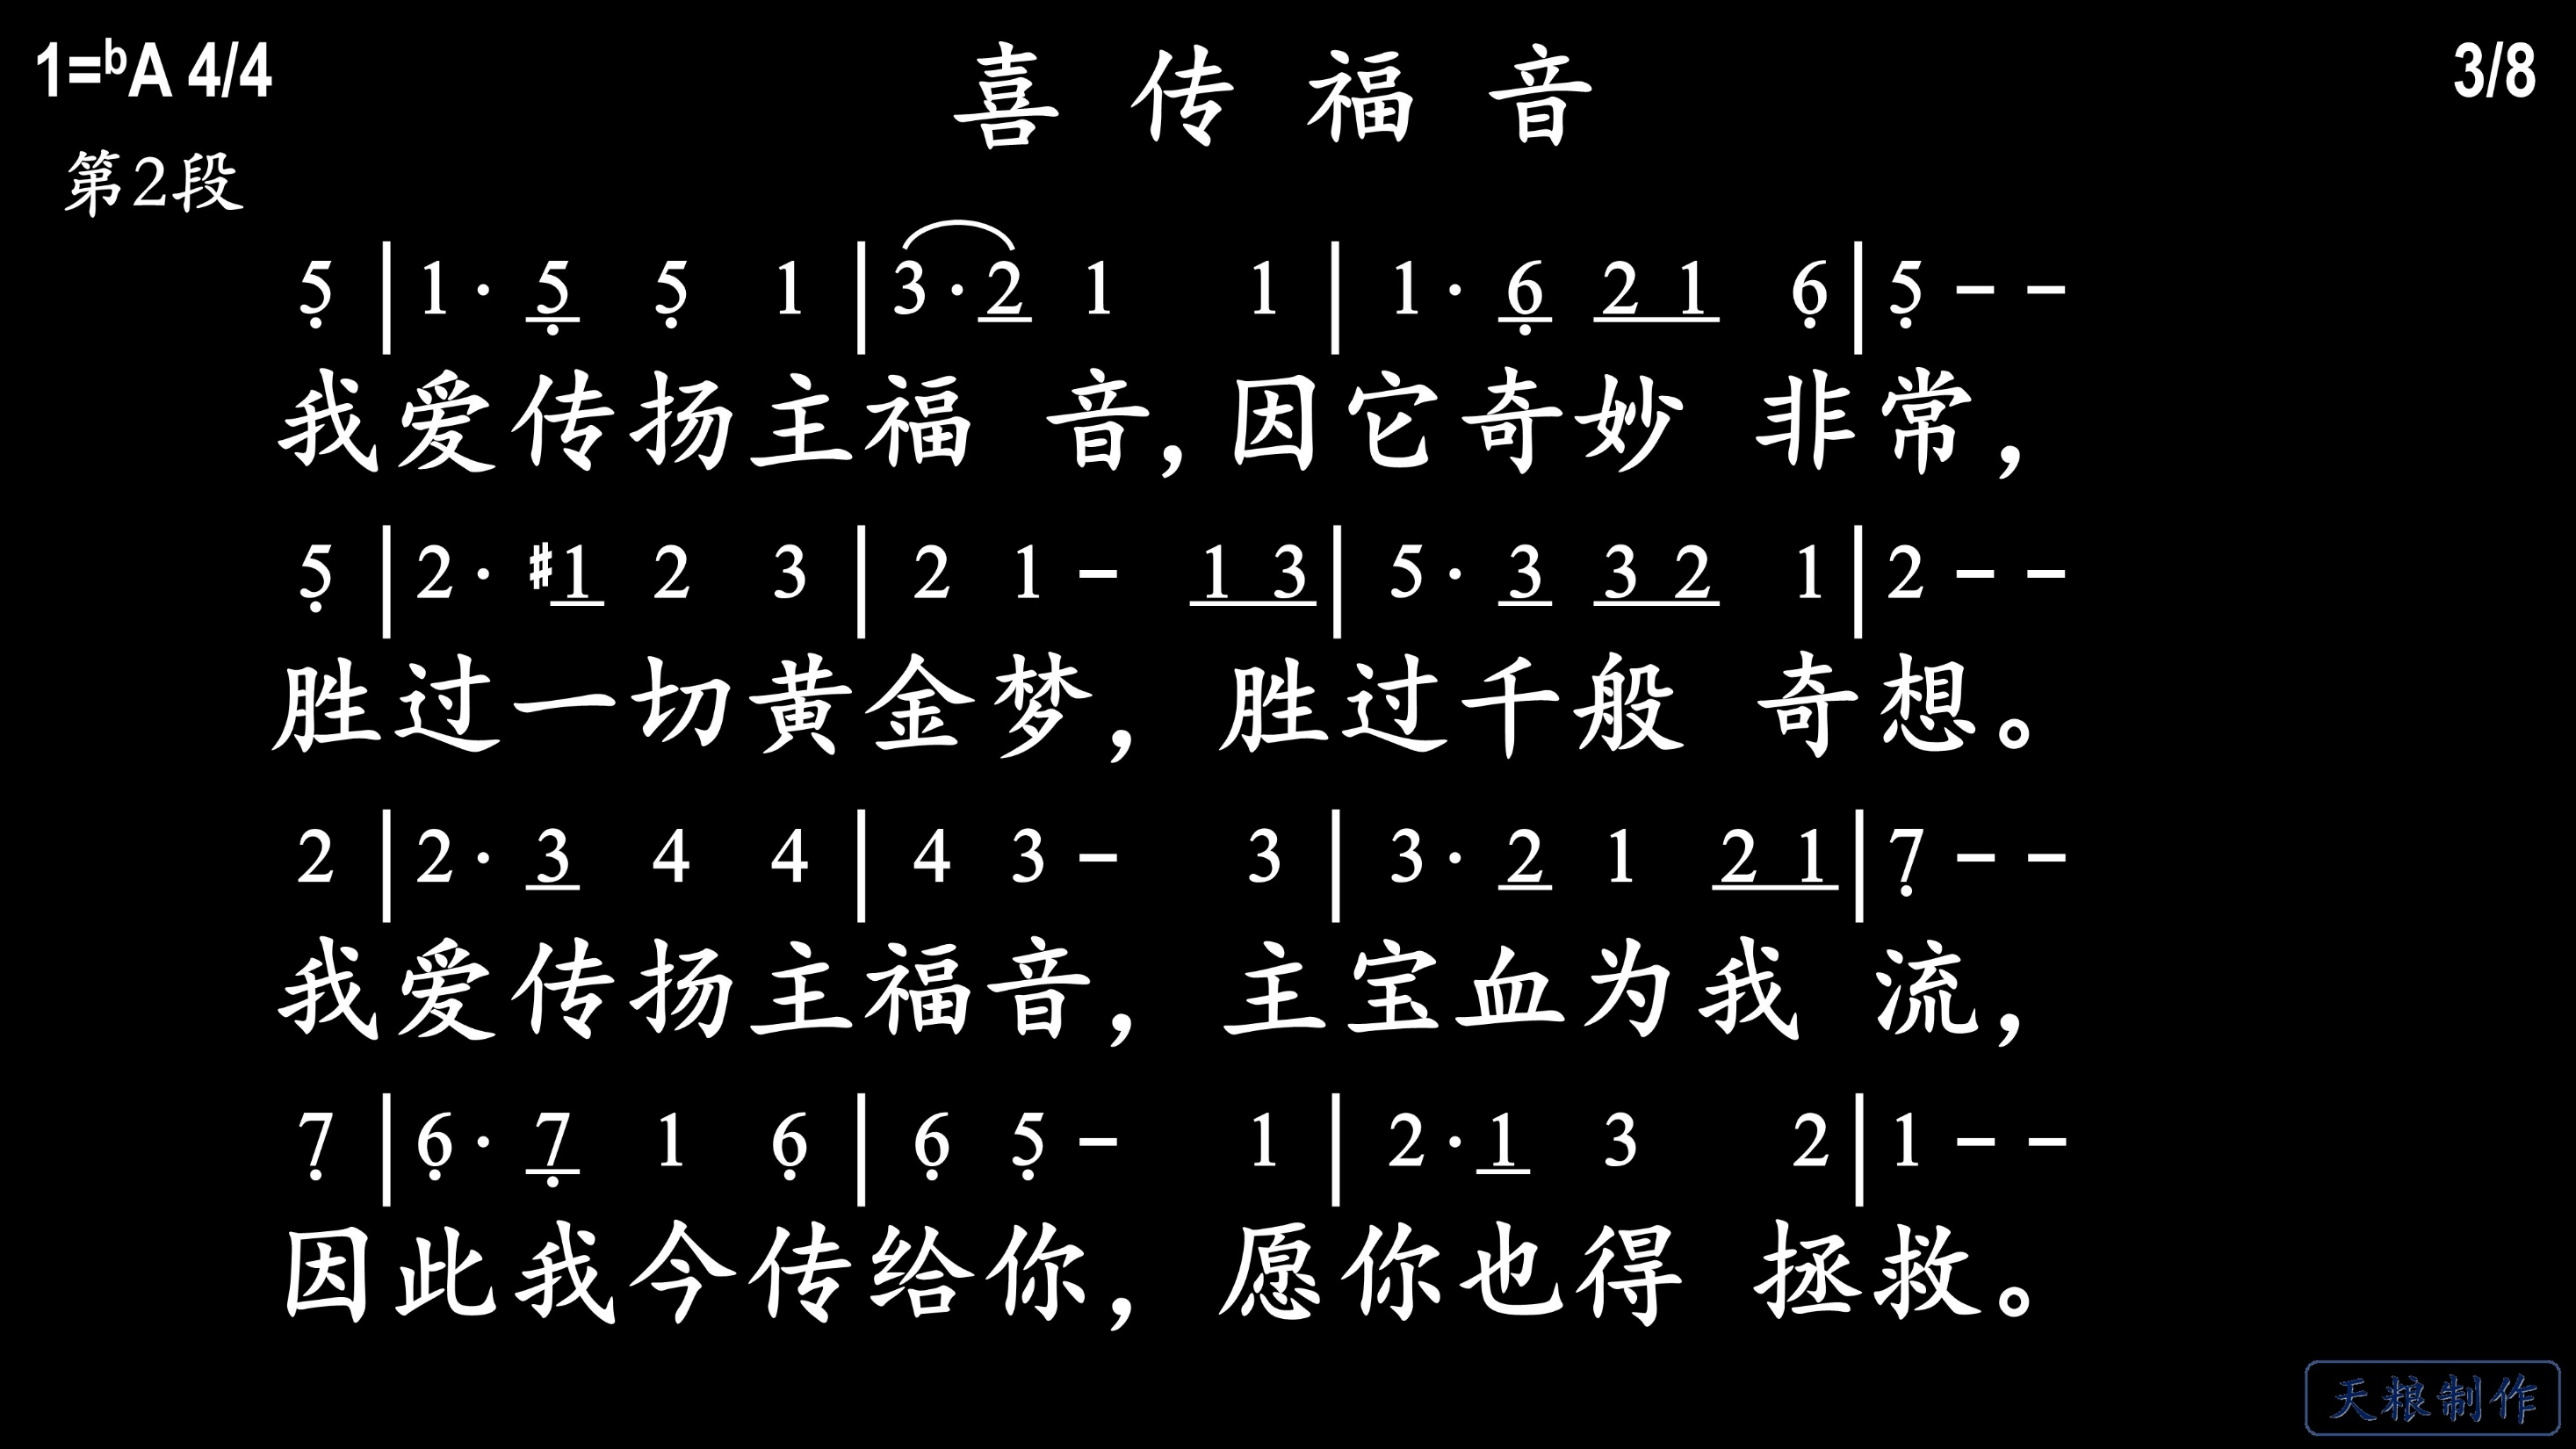 1=ᵇA 4/4
喜传福音
3/8
第2段
5̣ | 1· 5̣ 5̣ 1 | 3·2 1 1 | 1· 6̣ 2 1 6̣ | 5̣ – –
我爱传扬主福 音，因它奇妙 非常，
5̣ | 2· #1 2 3 | 2 1 – 1 3 | 5· 3 3 2 1 | 2 – –
胜过一切黄金梦， 胜过千般 奇想。
2 | 2· 3 4 4 | 4 3 – 3 | 3· 2 1 2 1 | 7̣ – –
我爱传扬主福音， 主宝血为我 流，
7̣ | 6̣· 7̣ 1 6̣ | 6̣ 5̣ – 1 | 2·1 3 2 | 1 – –
因此我今传给你， 愿你也得 拯救。
天粮制作